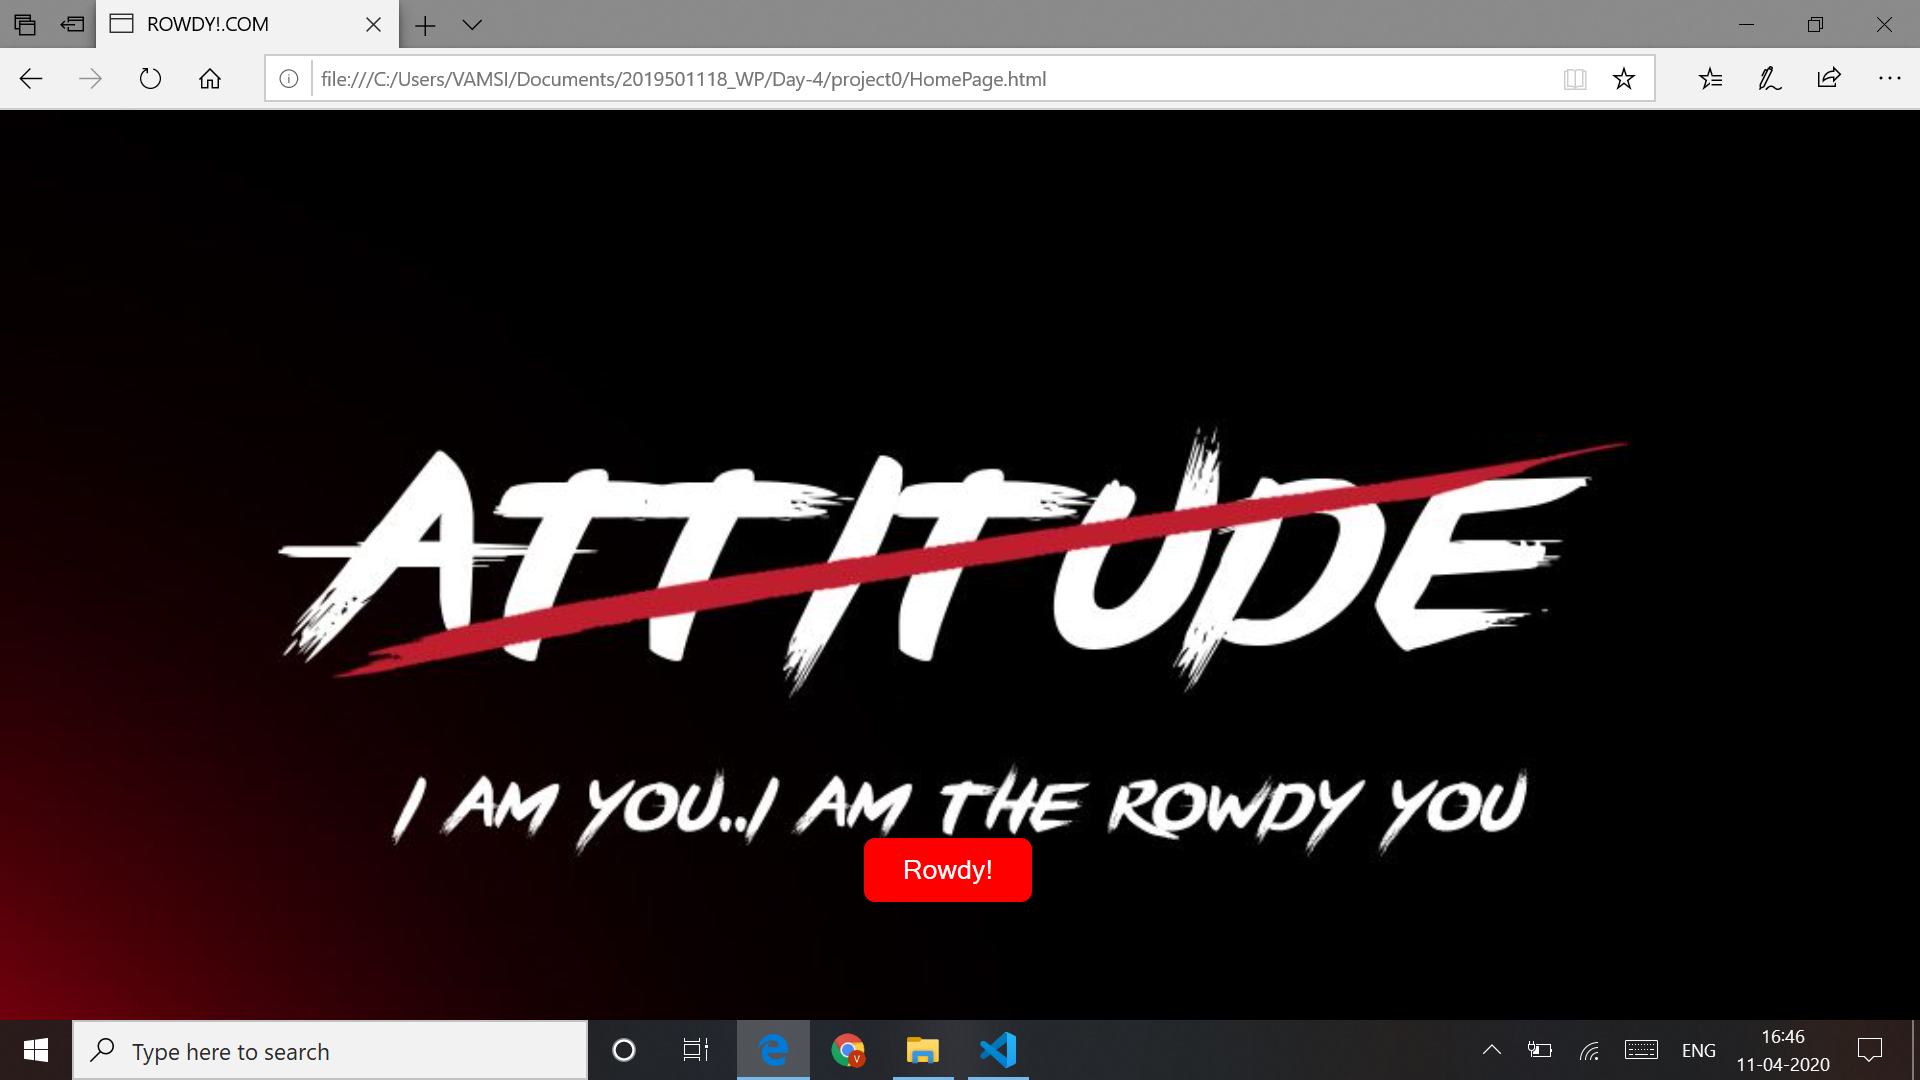 ROWDY!.COM
file:///C:/Users/VAMSI/Documents/2019501118_WP/Day-4/project0/HomePage.html
ATTITUDE
I AM YOU..I AM THE ROWDY YOU
Rowdy!
Type here to search
V
ENG
16:46
11-04-2020